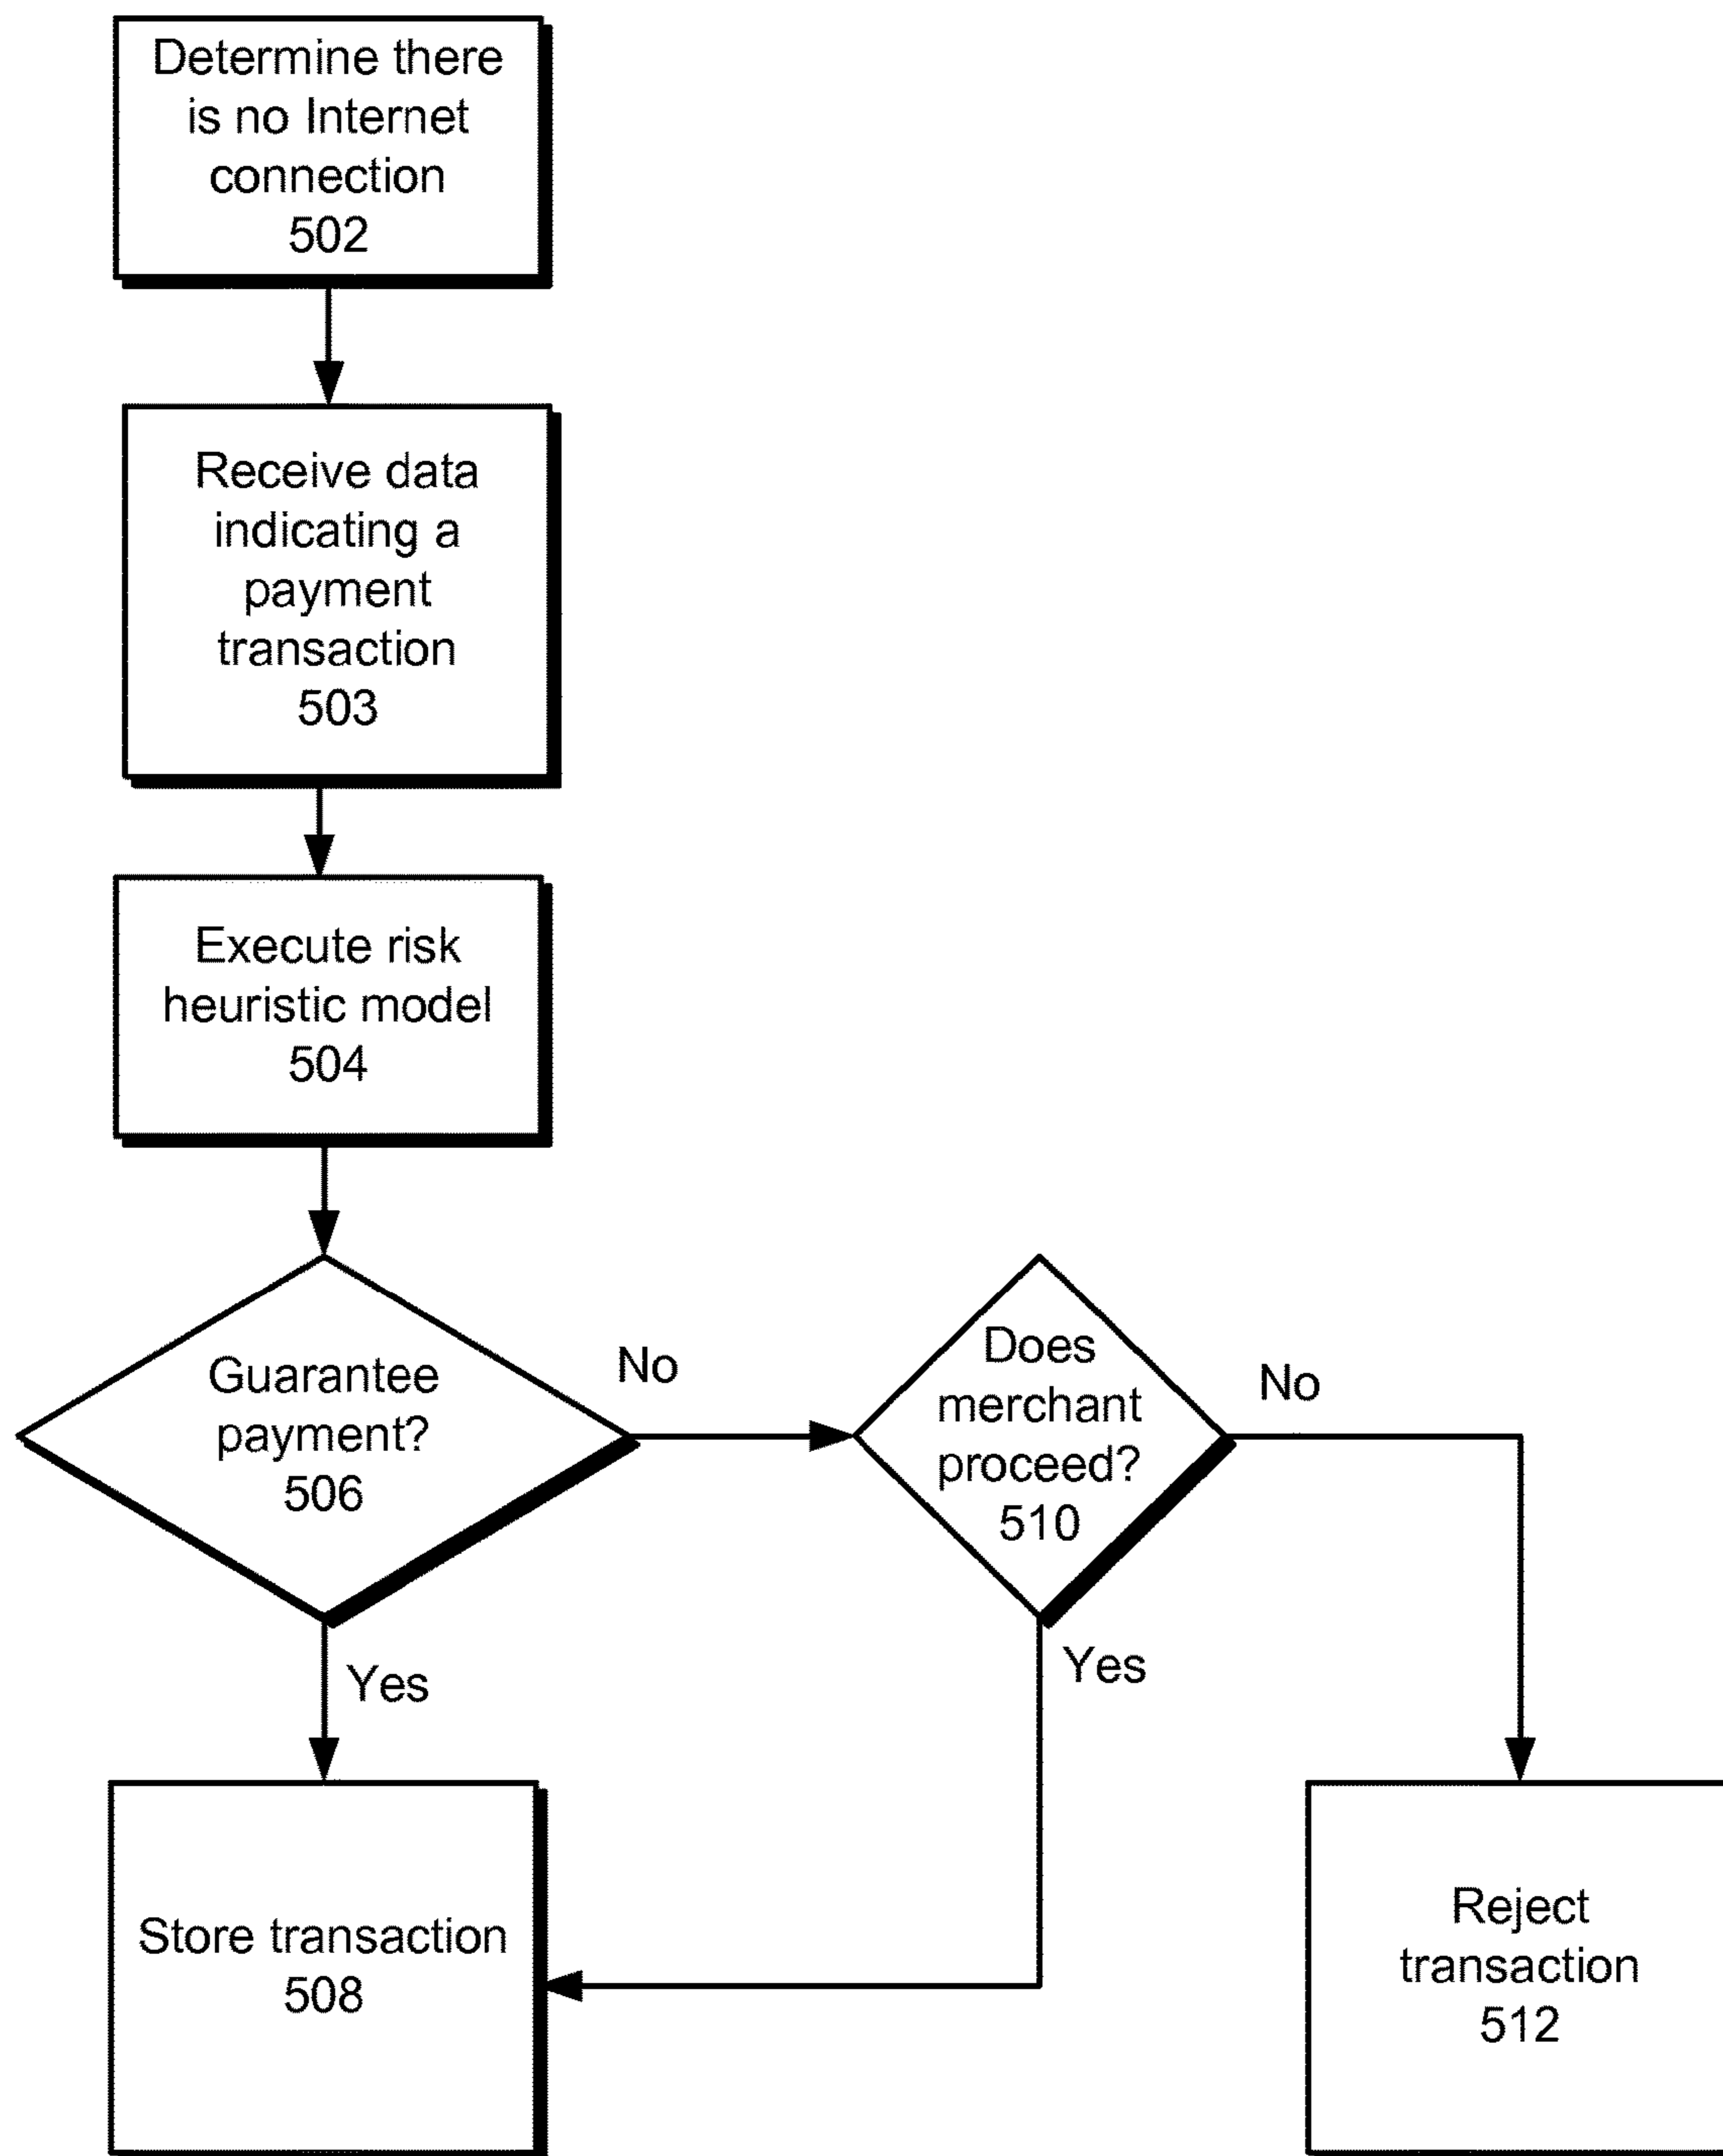 Determine there
is no Internet
connection
502
Receive data
indicating a
payment
transaction
503
Execute risk
heuristic model
504
Guarantee
payment?
506
No
Does
merchant
proceed?
510
No
Yes
Yes
Store transaction
508
Reject
transaction
512